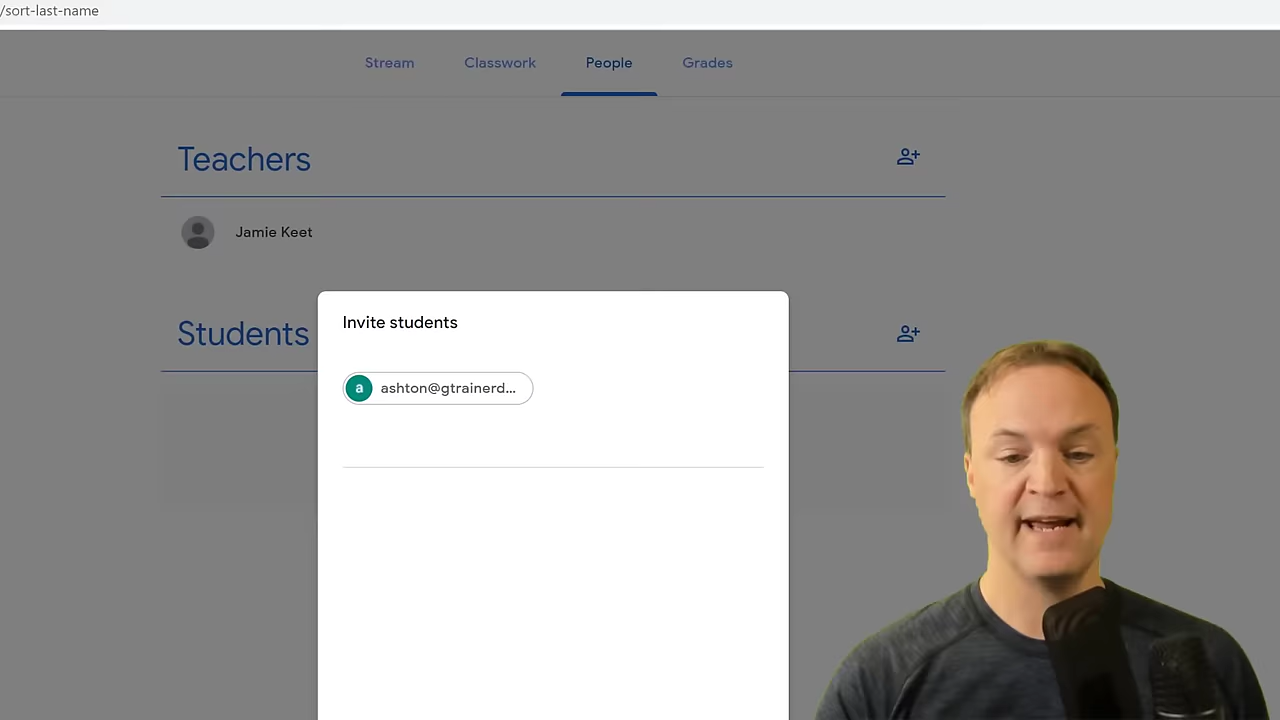 /sort-last-name
Stream Classwork People Grades
Teachers
Jamie Keet
Students
Invite students
a ashton@gtrainerd...